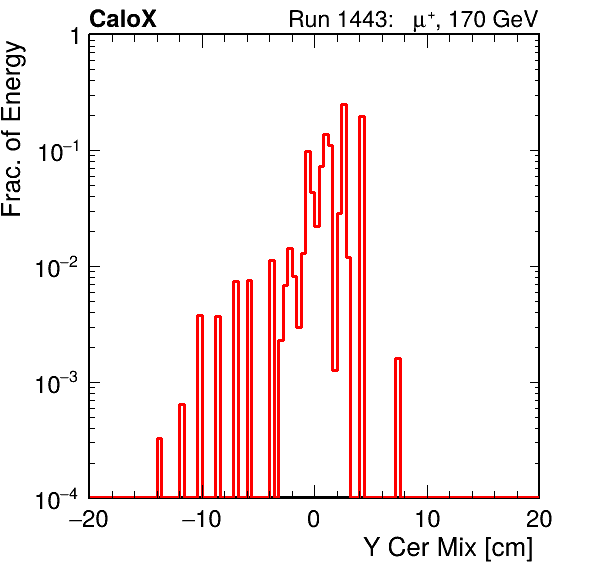 CaloX Run 1443: μ⁺, 170 GeV
Frac. of Energy
1
10⁻¹
10⁻²
10⁻³
10⁻⁴
−20 −10 0 10 20
Y Cer Mix [cm]